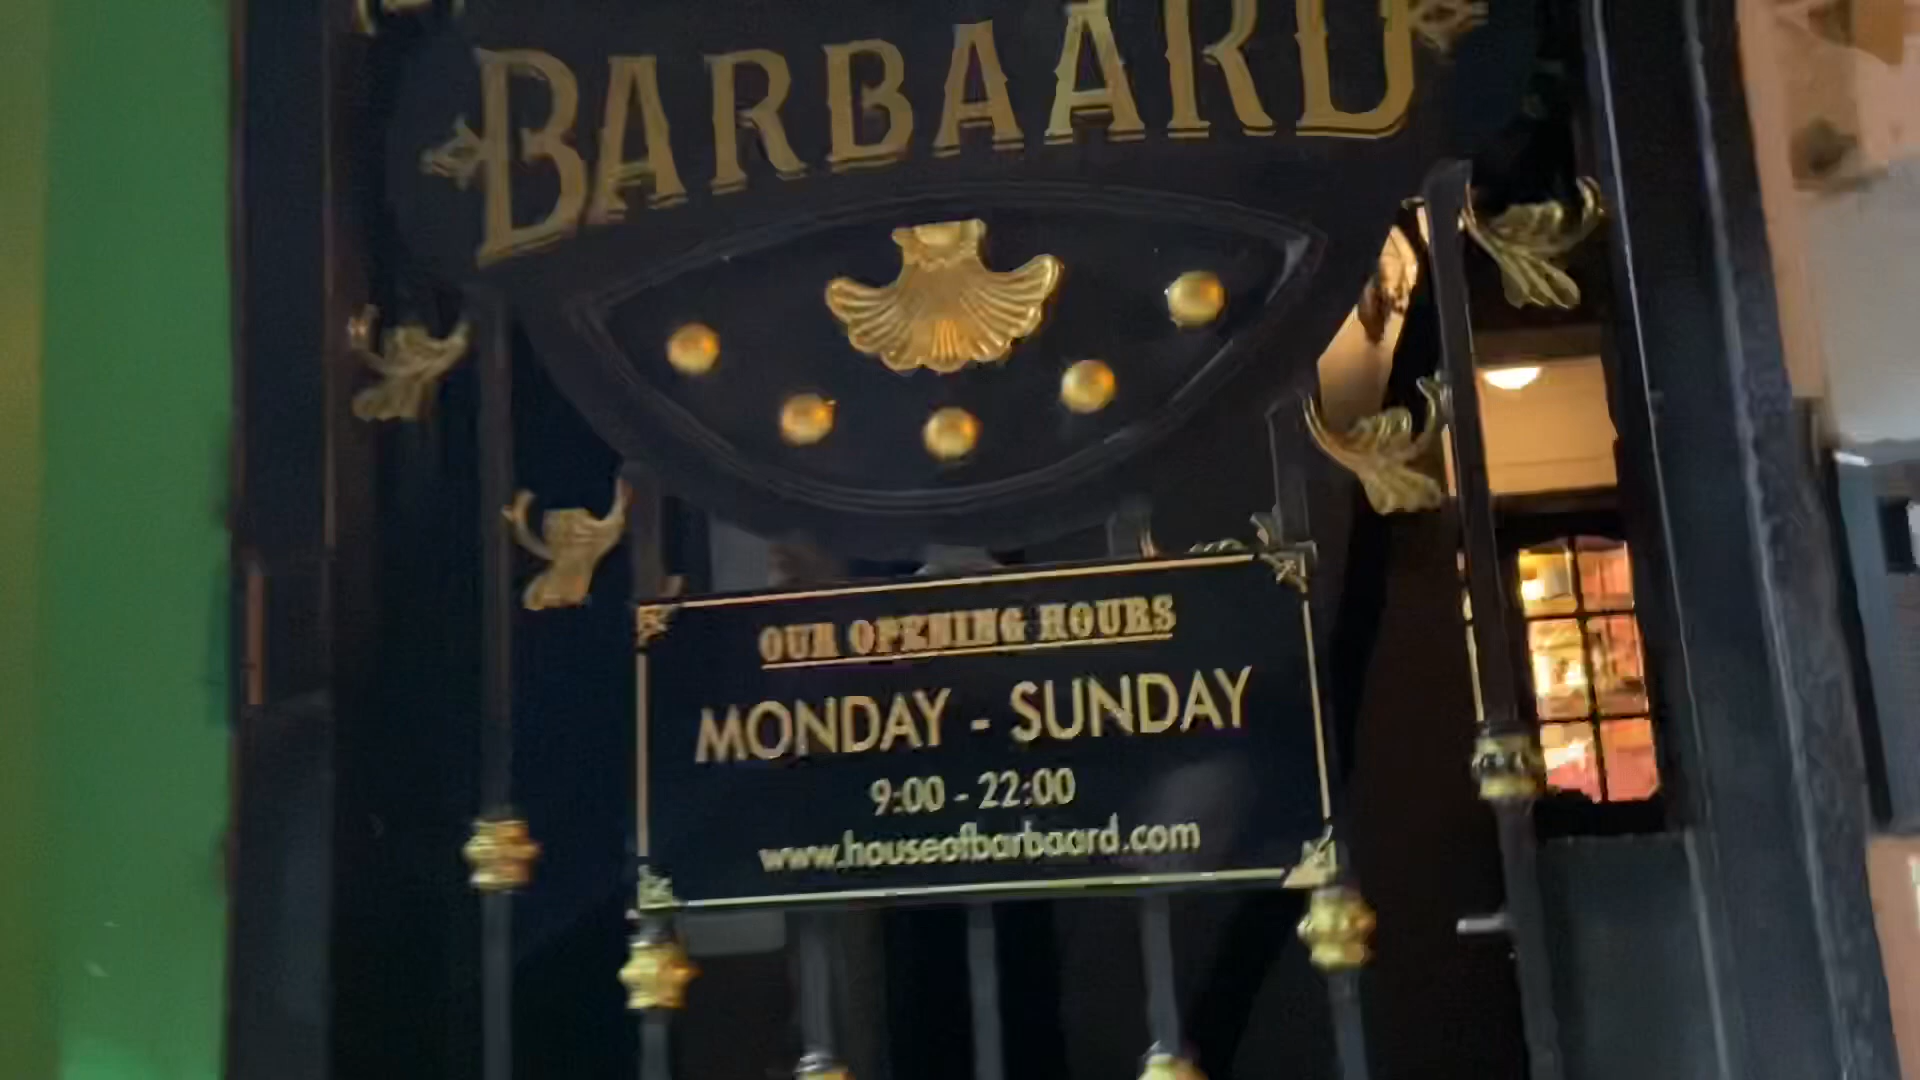 BARBAARD
OUR OPENING HOURS
MONDAY - SUNDAY
9:00 - 22:00
www.houseofbarbaard.com